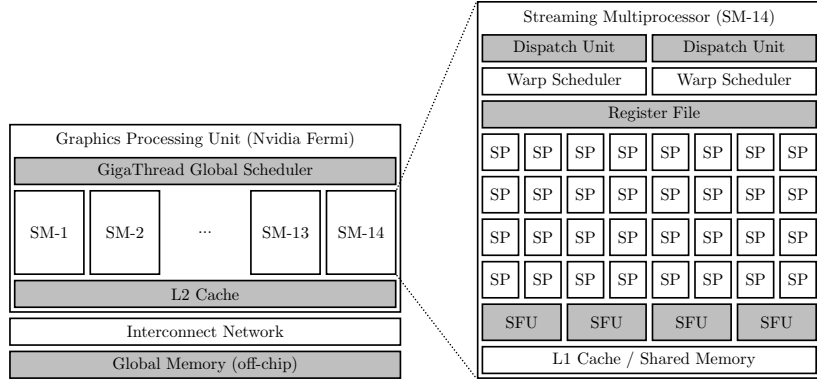 Graphics Processing Unit (Nvidia Fermi)
GigaThread Global Scheduler
SM-1 SM-2 ... SM-13 SM-14
L2 Cache
Interconnect Network
Global Memory (off-chip)
Streaming Multiprocessor (SM-14)
Dispatch Unit Dispatch Unit
Warp Scheduler Warp Scheduler
Register File
SP SP SP SP SP SP SP SP
SP SP SP SP SP SP SP SP
SP SP SP SP SP SP SP SP
SP SP SP SP SP SP SP SP
SFU SFU SFU SFU
L1 Cache / Shared Memory